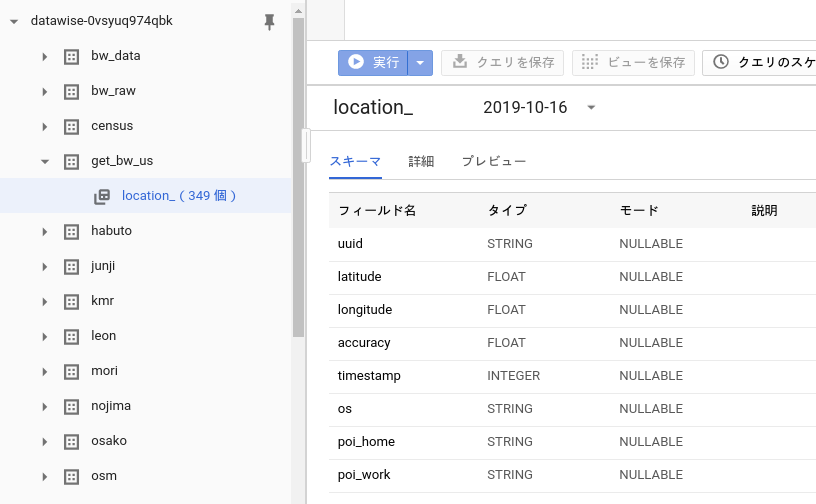 datawise-0vsyuq974qbk
bw_data
bw_raw
census
get_bw_us
location_ ( 349 個 )
habuto
junji
kmr
leon
mori
nojima
osako
osm
実行 クエリを保存 ビューを保存 クエリのスケ
location_ 2019-10-16
スキーマ 詳細 プレビュー
フィールド名 タイプ モード 説明
uuid STRING NULLABLE
latitude FLOAT NULLABLE
longitude FLOAT NULLABLE
accuracy FLOAT NULLABLE
timestamp INTEGER NULLABLE
os STRING NULLABLE
poi_home STRING NULLABLE
poi_work STRING NULLABLE